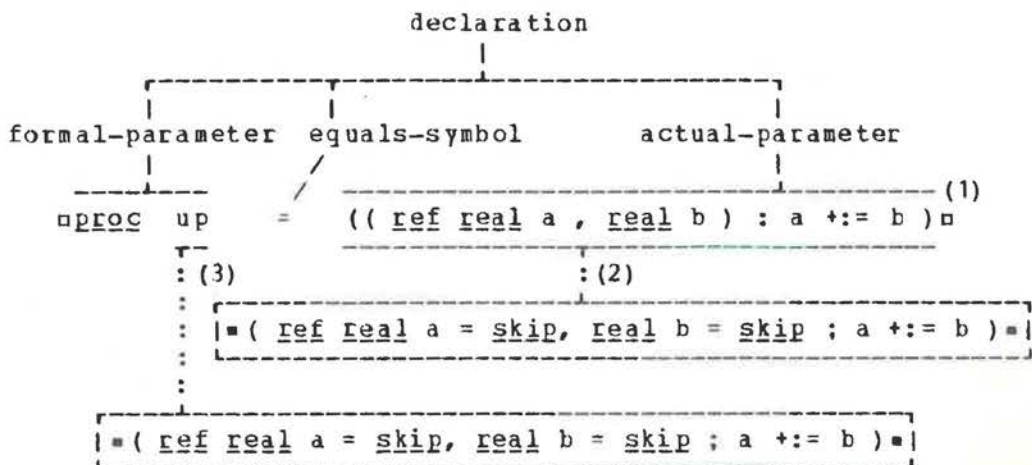 declaration
formal-parameter equals-symbol actual-parameter
(1)
▫proc up = (( ref real a , real b ) : a +:= b )▫
: (3) : (2)
▪( ref real a = skip, real b = skip ; a +:= b )▪
▪( ref real a = skip, real b = skip ; a +:= b )▪